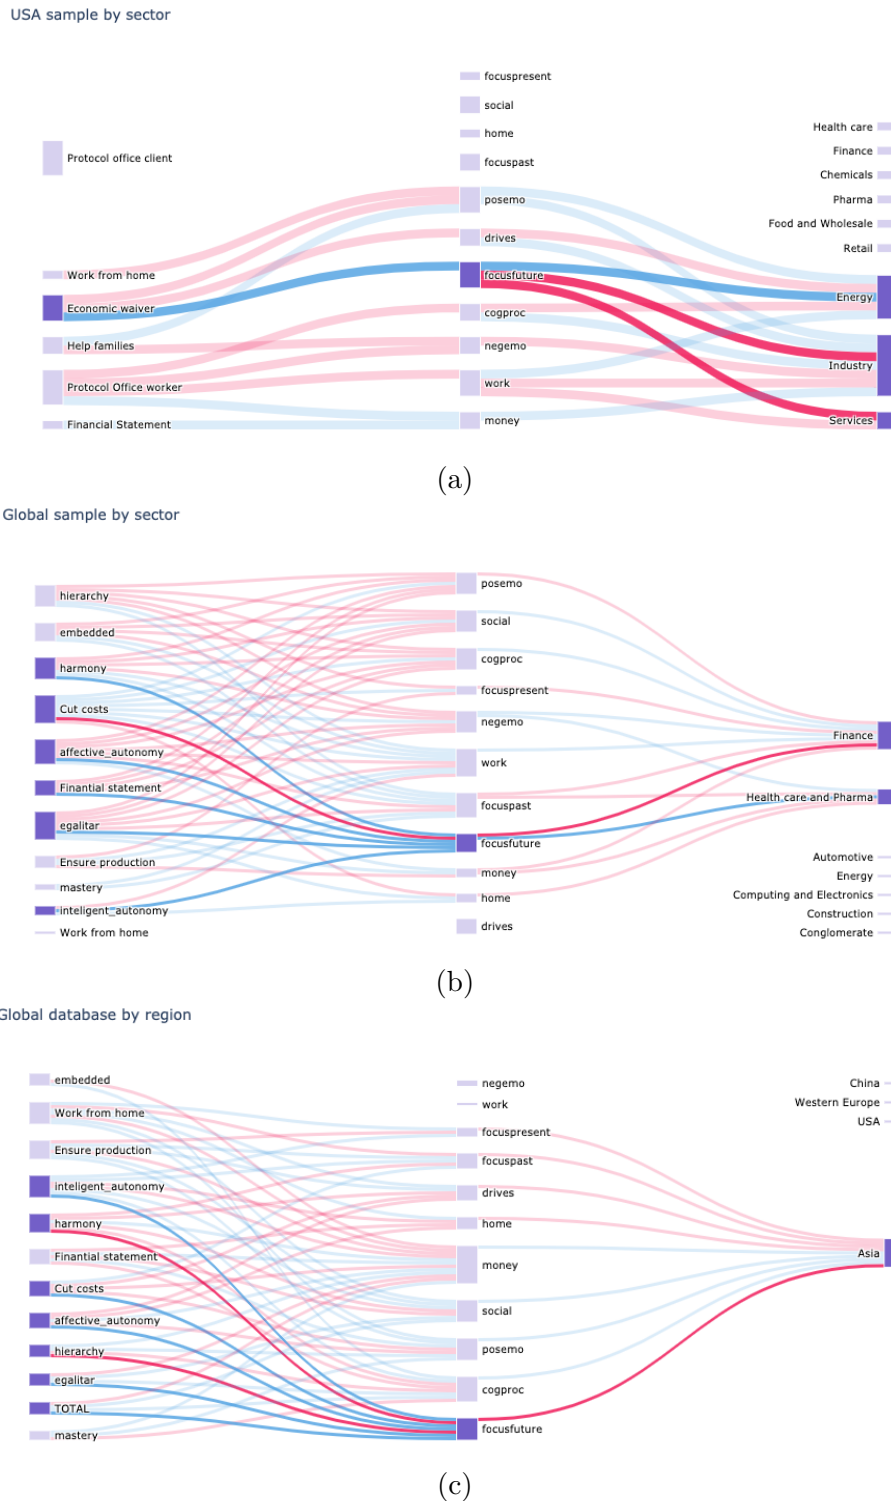 USA sample by sector
focuspresent
social
home
focuspast
posemo
drives
focusfuture
cogproc
negemo
work
money
Protocol office client
Work from home
Economic waiver
Help families
Protocol Office worker
Financial Statement
Health care
Finance
Chemicals
Pharma
Food and Wholesale
Retail
Energy
Industry
Services
(a)
Global sample by sector
hierarchy
embedded
harmony
Cut costs
affective_autonomy
Finantial statement
egalitar
Ensure production
mastery
inteligent_autonomy
Work from home
posemo
social
cogproc
focuspresent
negemo
work
focuspast
focusfuture
money
home
drives
Finance
Health care and Pharma
Automotive
Energy
Computing and Electronics
Construction
Conglomerate
(b)
Global database by region
embedded
Work from home
Ensure production
inteligent_autonomy
harmony
Finantial statement
Cut costs
affective_autonomy
hierarchy
egalitar
TOTAL
mastery
negemo
work
focuspresent
focuspast
drives
home
money
social
posemo
cogproc
focusfuture
China
Western Europe
USA
Asia
(c)